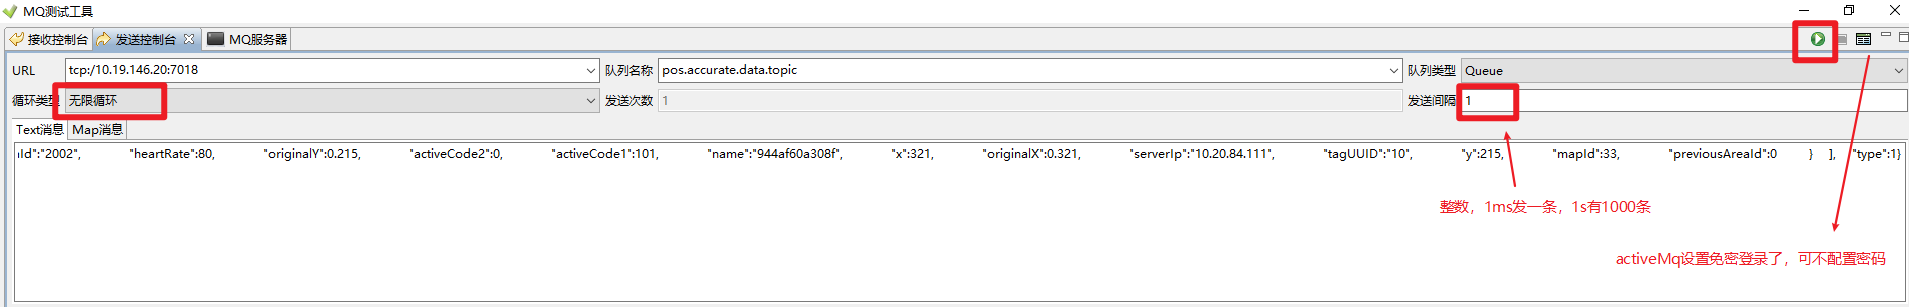 MQ测试工具
接收控制台 发送控制台 MQ服务器
URL tcp:/10.19.146.20:7018 队列名称 pos.accurate.data.topic 队列类型 Queue
循环类型 无限循环 发送次数 1 发送间隔 1
Text消息 Map消息
ıId":"2002", "heartRate":80, "originalY":0.215, "activeCode2":0, "activeCode1":101, "name":"944af60a308f", "x":321, "originalX":0.321, "serverIp":"10.20.84.111", "tagUUID":"10", "y":215, "mapId":33, "previousAreaId":0 } ], "type":1}
整数，1ms发一条，1s有1000条
activeMq设置免密登录了，可不配置密码